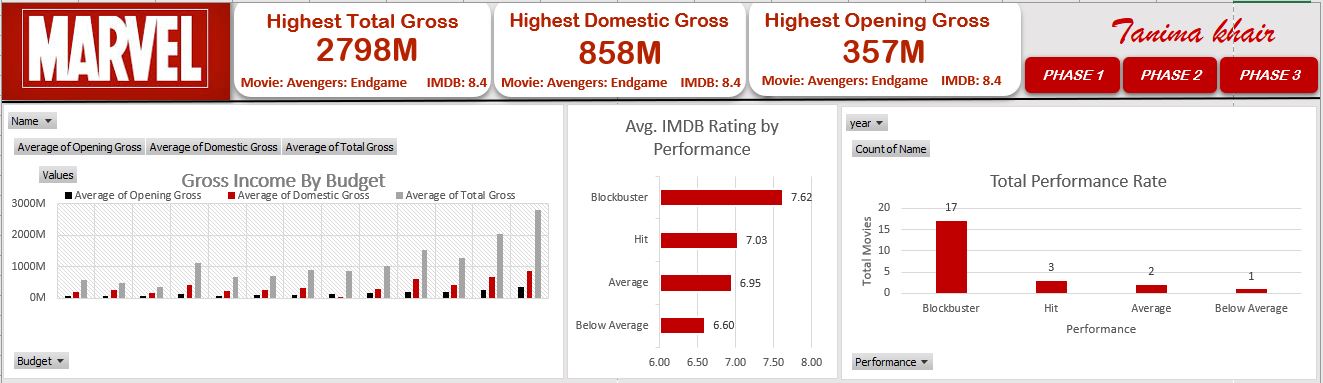 MARVEL
Highest Total Gross
2798M
Movie: Avengers: Endgame IMDB: 8.4
Highest Domestic Gross
858M
Movie: Avengers: Endgame IMDB: 8.4
Highest Opening Gross
357M
Movie: Avengers: Endgame IMDB: 8.4
Tanima khair
PHASE 1 PHASE 2 PHASE 3
Name
Average of Opening Gross Average of Domestic Gross Average of Total Gross
Values
Gross Income By Budget
Average of Opening Gross Average of Domestic Gross Average of Total Gross
3000M
2000M
1000M
0M
Budget
Avg. IMDB Rating by
Performance
Blockbuster 7.62
Hit 7.03
Average 6.95
Below Average 6.60
6.00 6.50 7.00 7.50 8.00
year
Count of Name
Total Performance Rate
Total Movies
20
15
10
5
0
17
3
2
1
Blockbuster Hit Average Below Average
Performance
Performance